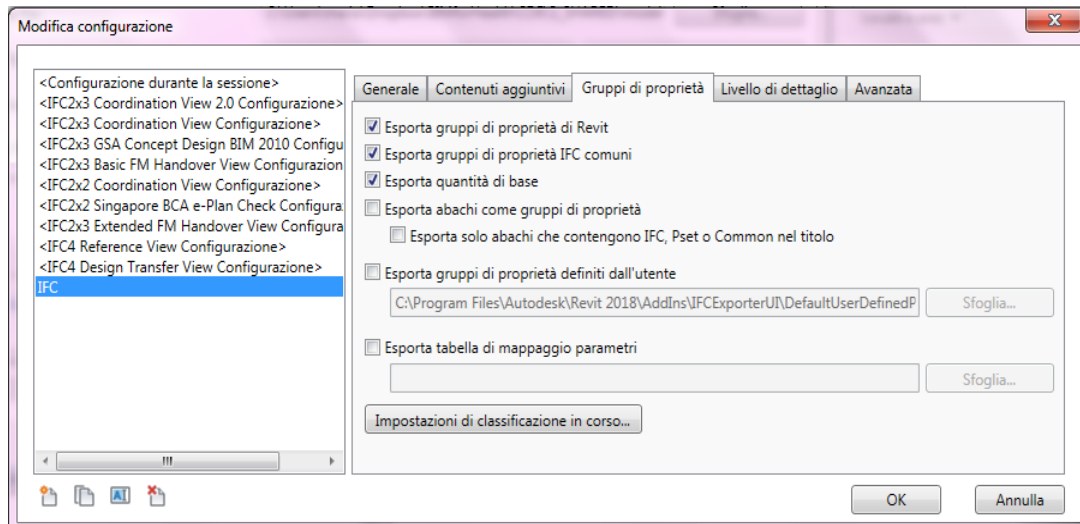 Modifica configurazione
<Configurazione durante la sessione>
<IFC2x3 Coordination View 2.0 Configurazione>
<IFC2x3 Coordination View Configurazione>
<IFC2x3 GSA Concept Design BIM 2010 Configu
<IFC2x3 Basic FM Handover View Configurazion
<IFC2x2 Coordination View Configurazione>
<IFC2x2 Singapore BCA e-Plan Check Configura
<IFC2x3 Extended FM Handover View Configura
<IFC4 Reference View Configurazione>
<IFC4 Design Transfer View Configurazione>
IFC
Generale
Contenuti aggiuntivi
Gruppi di proprietà
Livello di dettaglio
Avanzata
Esporta gruppi di proprietà di Revit
Esporta gruppi di proprietà IFC comuni
Esporta quantità di base
Esporta abachi come gruppi di proprietà
Esporta solo abachi che contengono IFC, Pset o Common nel titolo
Esporta gruppi di proprietà definiti dall'utente
C:\Program Files\Autodesk\Revit 2018\AddIns\IFCExporterUI\DefaultUserDefinedP
Sfoglia...
Esporta tabella di mappaggio parametri
Sfoglia...
Impostazioni di classificazione in corso...
OK
Annulla